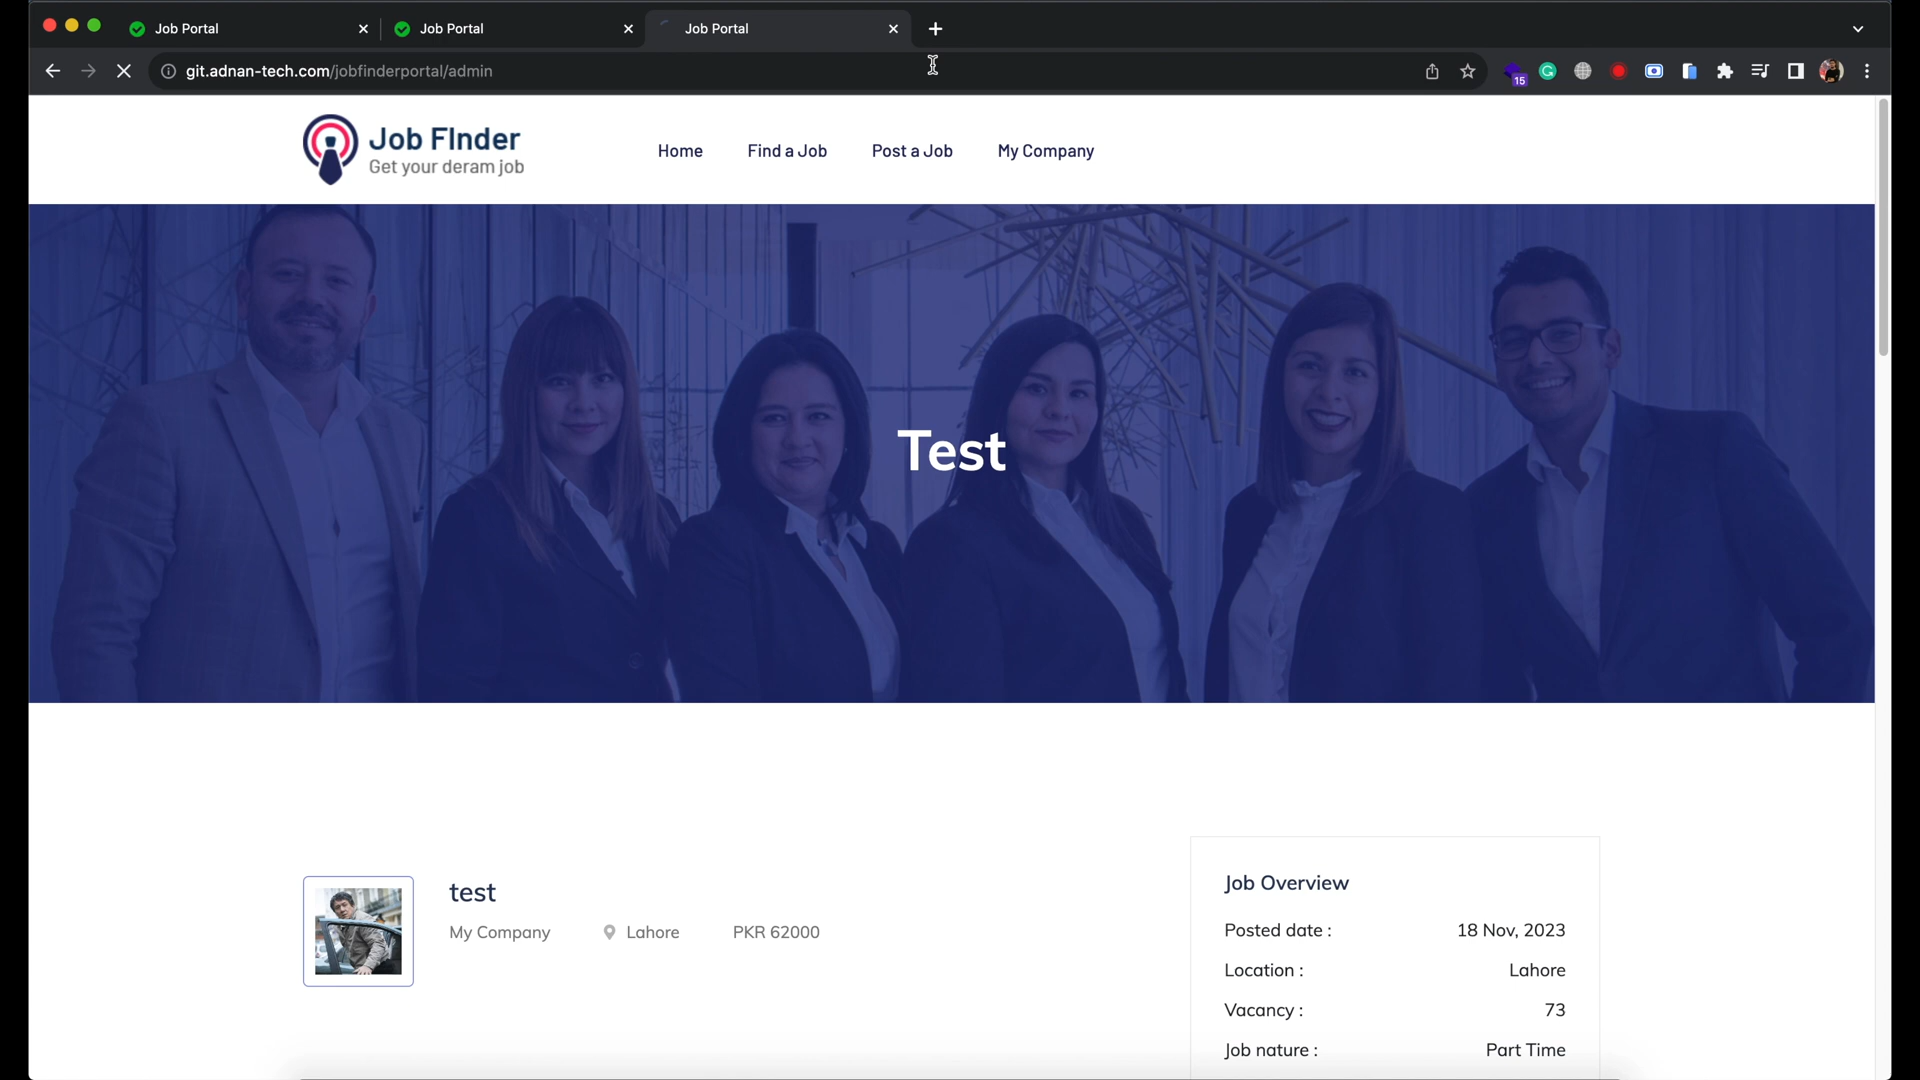 Job Portal
Job Portal
Job Portal
git.adnan-tech.com/jobfinderportal/admin
15
Job FInder
Get your deram job
Home
Find a Job
Post a Job
My Company
Test
test
My Company
Lahore
PKR 62000
Job Overview
Posted date : 18 Nov, 2023
Location : Lahore
Vacancy : 73
Job nature : Part Time